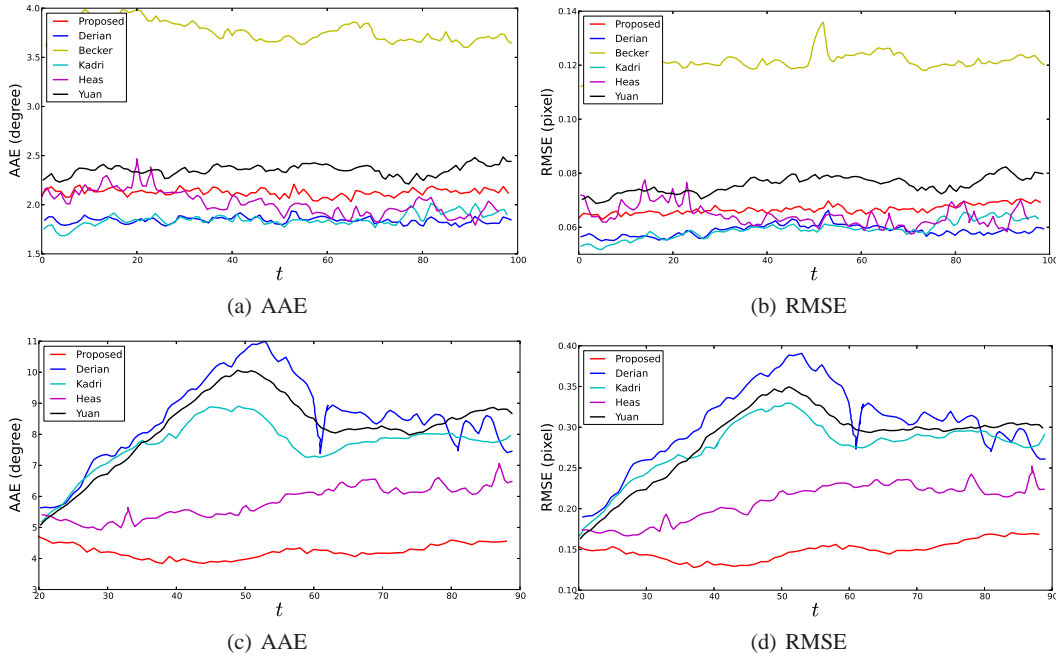 4.0
3.5
3.0
2.5
2.0
1.5
AAE (degree)
Proposed
Derian
Becker
Kadri
Heas
Yuan
0 20 40 60 80 100
t
(a) AAE
0.14
0.12
0.10
0.08
0.06
RMSE (pixel)
Proposed
Derian
Becker
Kadri
Heas
Yuan
0 20 40 60 80 100
t
(b) RMSE
11
10
9
8
7
6
5
4
3
AAE (degree)
Proposed
Derian
Kadri
Heas
Yuan
20 30 40 50 60 70 80 90
t
(c) AAE
0.40
0.35
0.30
0.25
0.20
0.15
0.10
RMSE (pixel)
Proposed
Derian
Kadri
Heas
Yuan
20 30 40 50 60 70 80 90
t
(d) RMSE